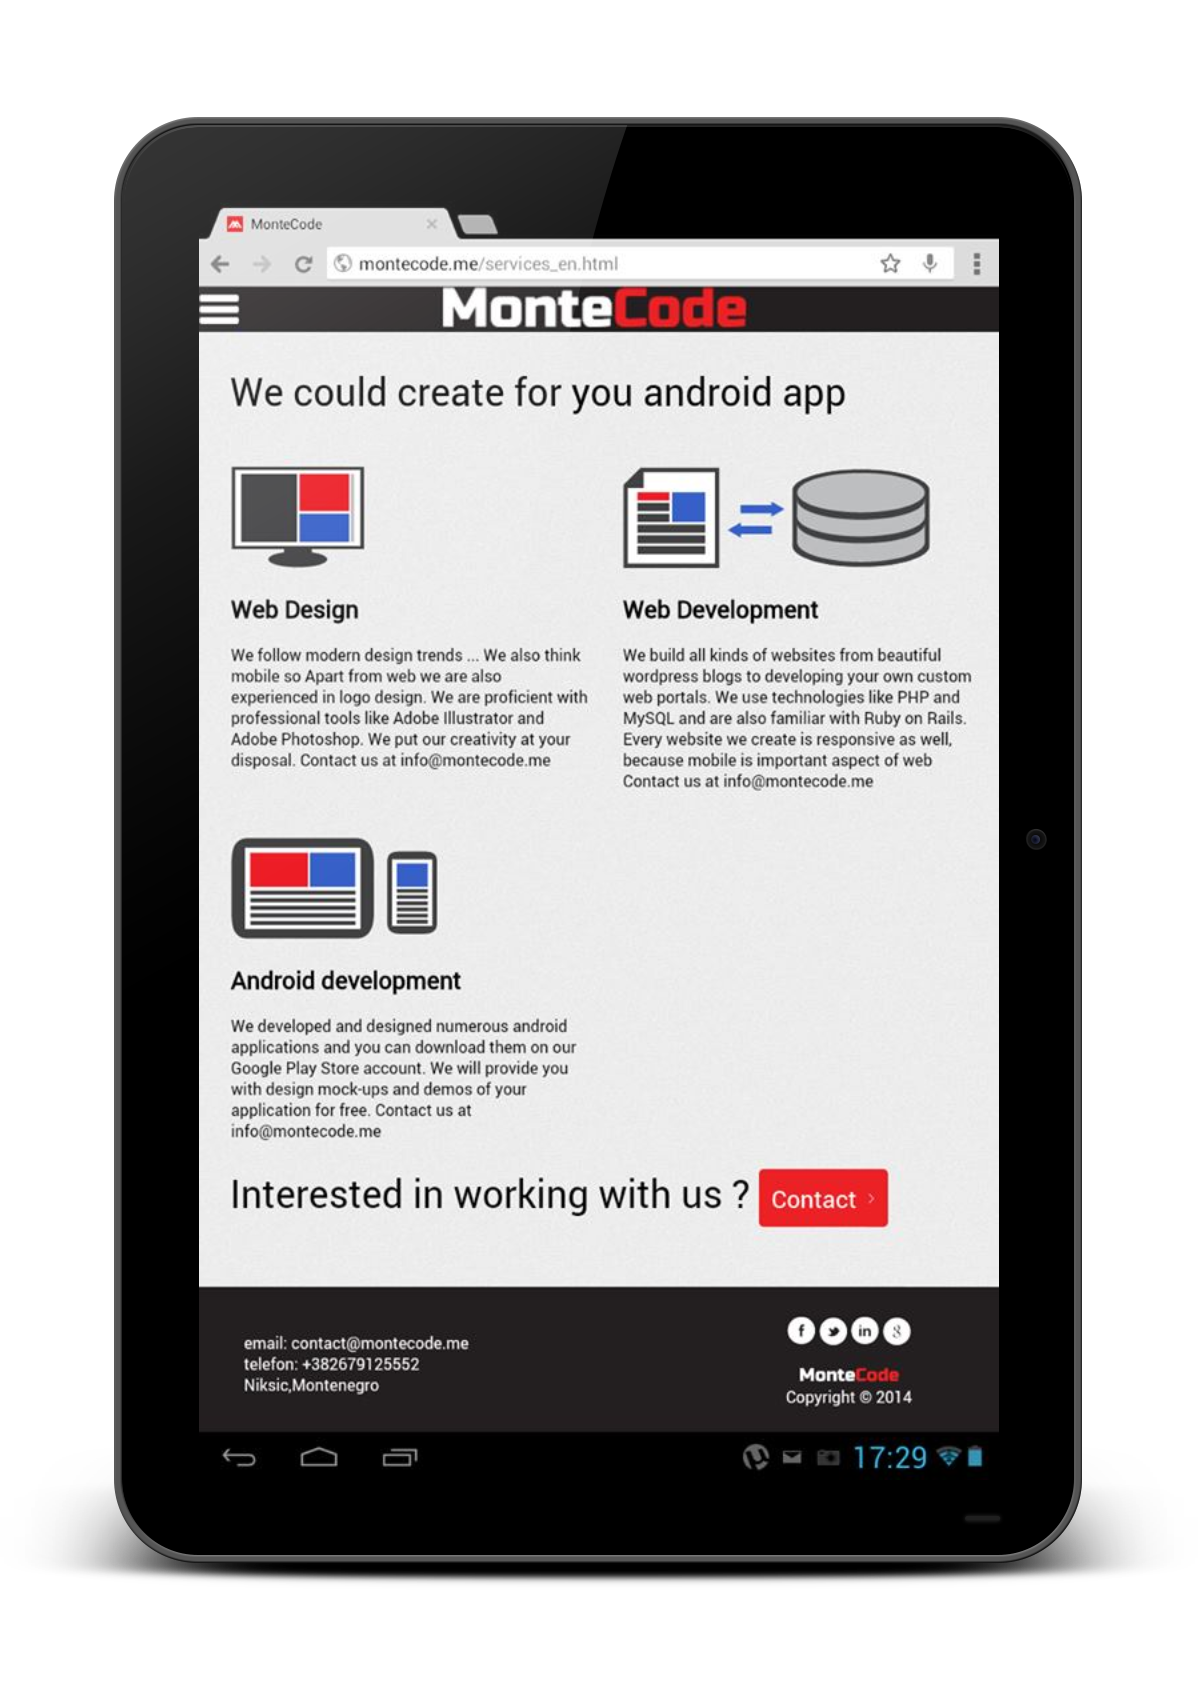 MonteCode
montecode.me/services_en.html
MonteCode
We could create for you android app
Web Design
We follow modern design trends ... We also think
mobile so Apart from web we are also
experienced in logo design. We are proficient with
professional tools like Adobe Illustrator and
Adobe Photoshop. We put our creativity at your
disposal. Contact us at info@montecode.me
Web Development
We build all kinds of websites from beautiful
wordpress blogs to developing your own custom
web portals. We use technologies like PHP and
MySQL and are also familiar with Ruby on Rails.
Every website we create is responsive as well,
because mobile is important aspect of web
Contact us at info@montecode.me
Android development
We developed and designed numerous android
applications and you can download them on our
Google Play Store account. We will provide you
with design mock-ups and demos of your
application for free. Contact us at
info@montecode.me
Interested in working with us ? Contact
email: contact@montecode.me
telefon: +382679125552
Niksic,Montenegro
f in 8
MonteCode
Copyright © 2014
17:29